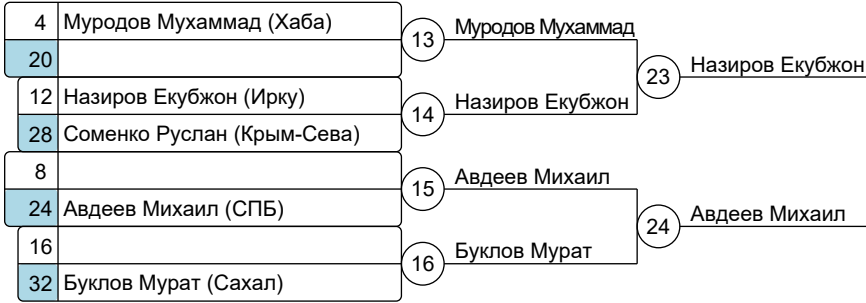 4 Муродов Мухаммад (Хаба)
20
13 Муродов Мухаммад
12 Назиров Екубжон (Ирку)
28 Соменко Руслан (Крым-Сева)
14 Назиров Екубжон
23 Назиров Екубжон
8
24 Авдеев Михаил (СПБ)
15 Авдеев Михаил
16
32 Буклов Мурат (Сахал)
16 Буклов Мурат
24 Авдеев Михаил